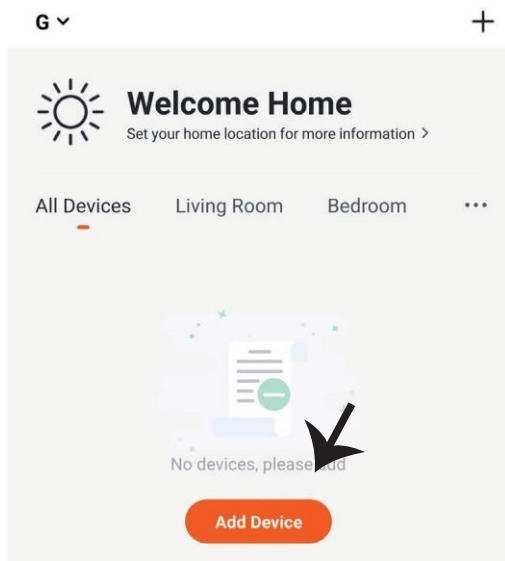 G
Welcome Home
Set your home location for more information >
All Devices Living Room Bedroom ...
No devices, please add
Add Device